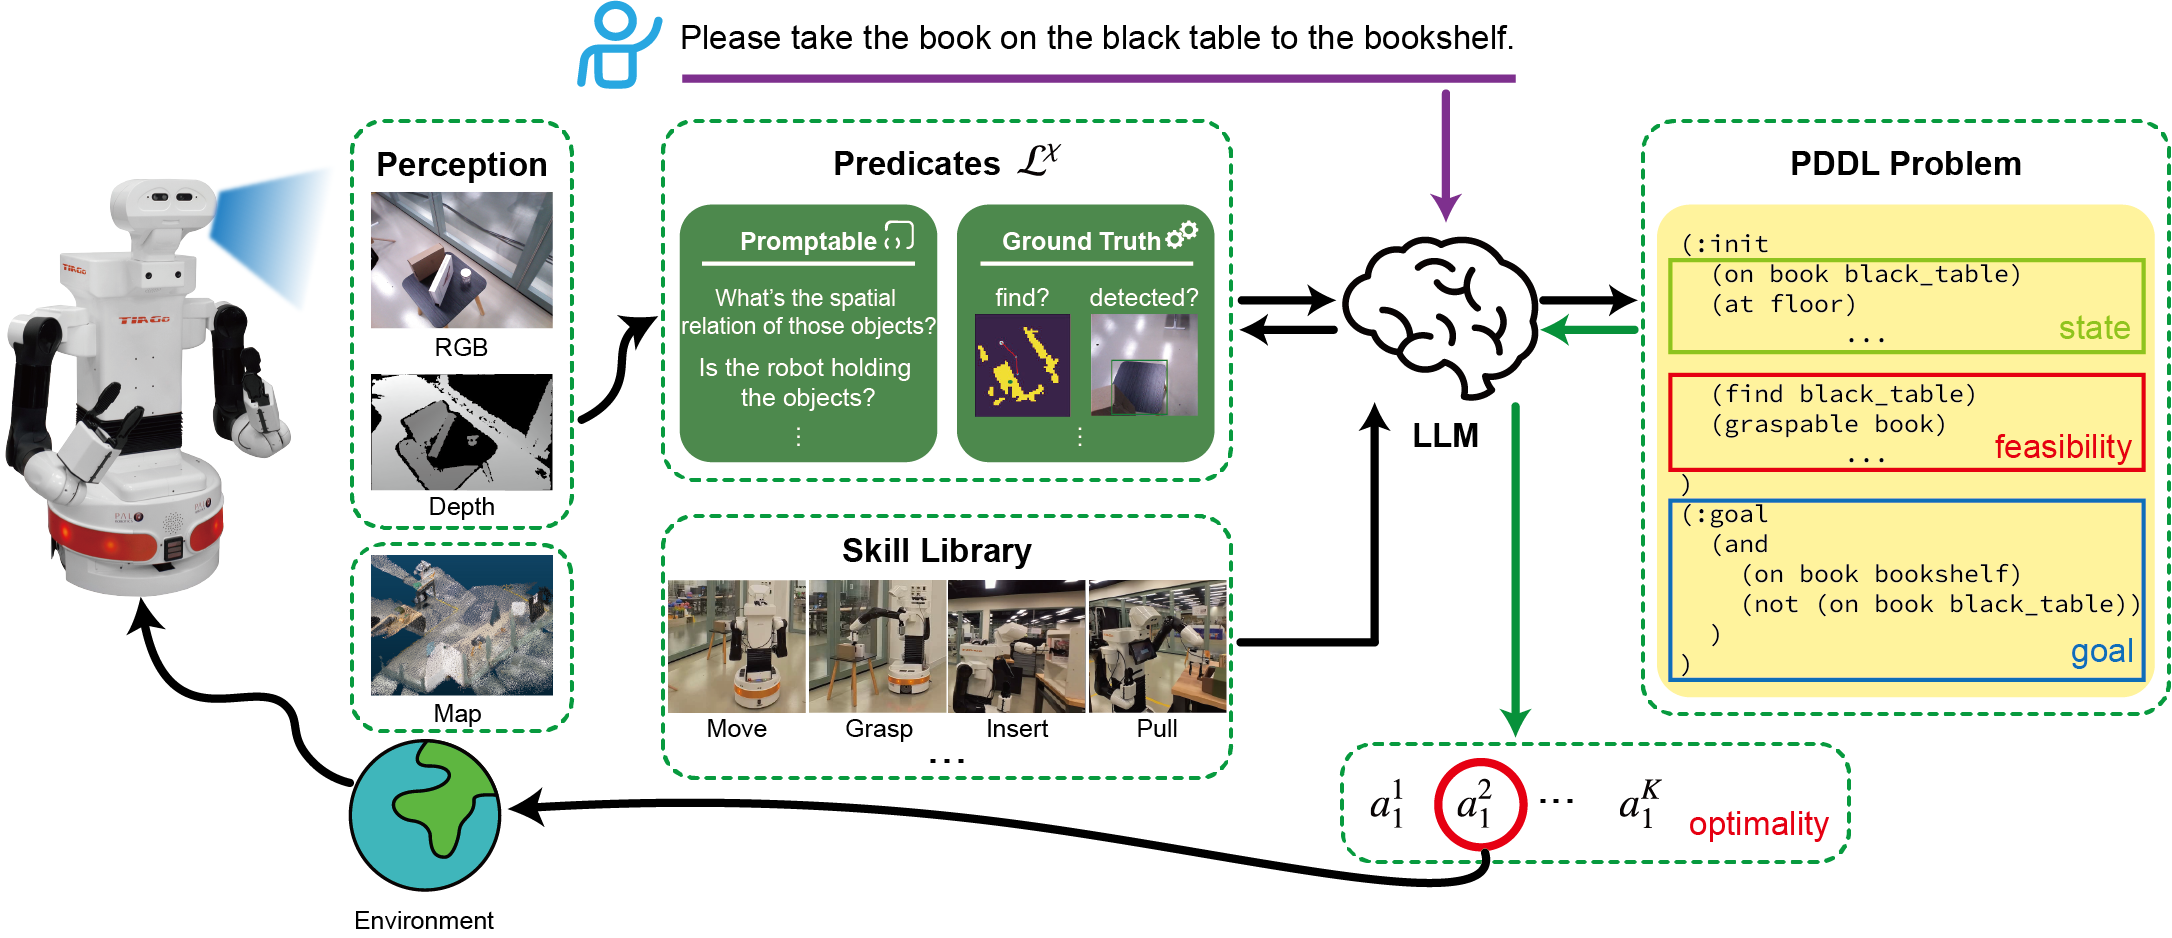 Please take the book on the black table to the bookshelf.
Perception
RGB
Depth
Map
Environment
TIAGo
TIAGo
PAL
Predicates ℒ^χ
Promptable
What's the spatial
relation of those objects?
Is the robot holding
the objects?
⋮
Ground Truth
find?
detected?
⋮
Skill Library
Move
Grasp
Insert
Pull
...
LLM
PDDL Problem
(:init
(on book black_table)
(at floor)
...
state
(find black_table)
(graspable book)
...
feasibility
)
(:goal
(and
(on book bookshelf)
(not (on book black_table))
)
)
goal
a_1^1 a_1^2 ... a_1^K
optimality